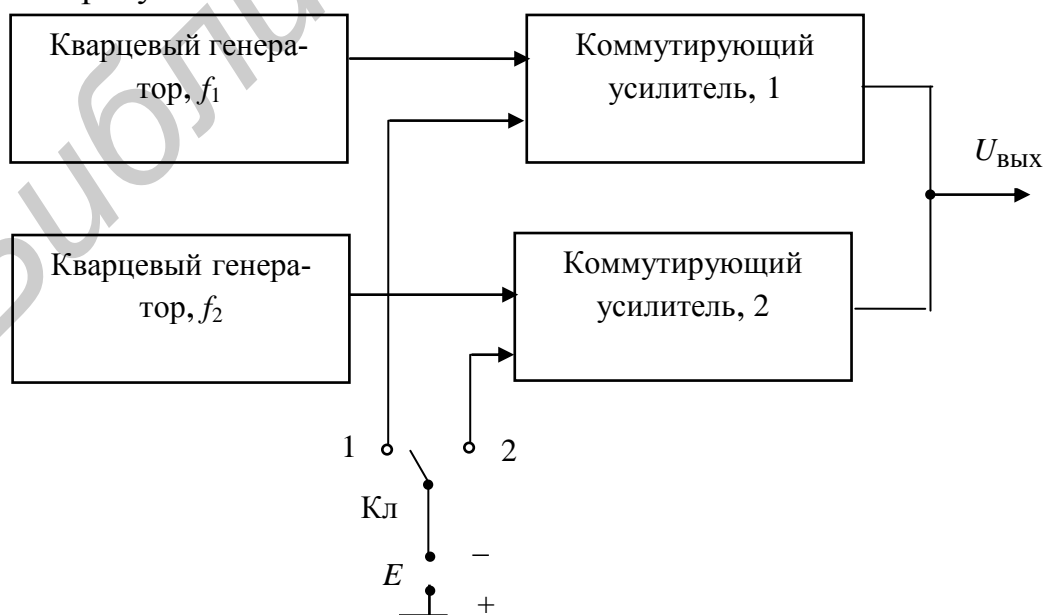 Кварцевый генера-
тор, f₁
Коммутирующий
усилитель, 1
Uвых
Кварцевый генера-
тор, f₂
Коммутирующий
усилитель, 2
1
2
Кл
–
E
+